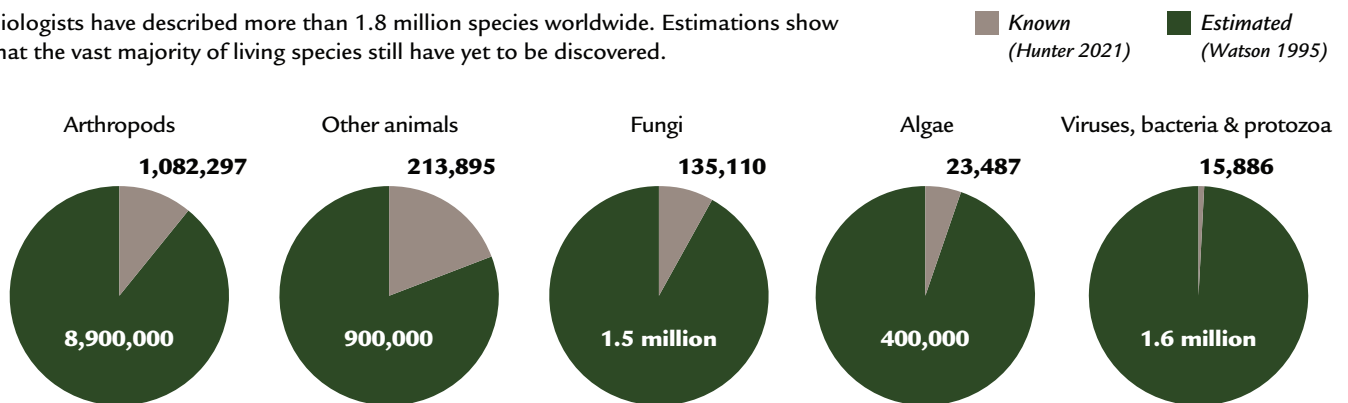 iologists have described more than 1.8 million species worldwide. Estimations show
hat the vast majority of living species still have yet to be discovered.
Known
(Hunter 2021)
Estimated
(Watson 1995)
Arthropods
1,082,297
8,900,000
Other animals
213,895
900,000
Fungi
135,110
1.5 million
Algae
23,487
400,000
Viruses, bacteria & protozoa
15,886
1.6 million